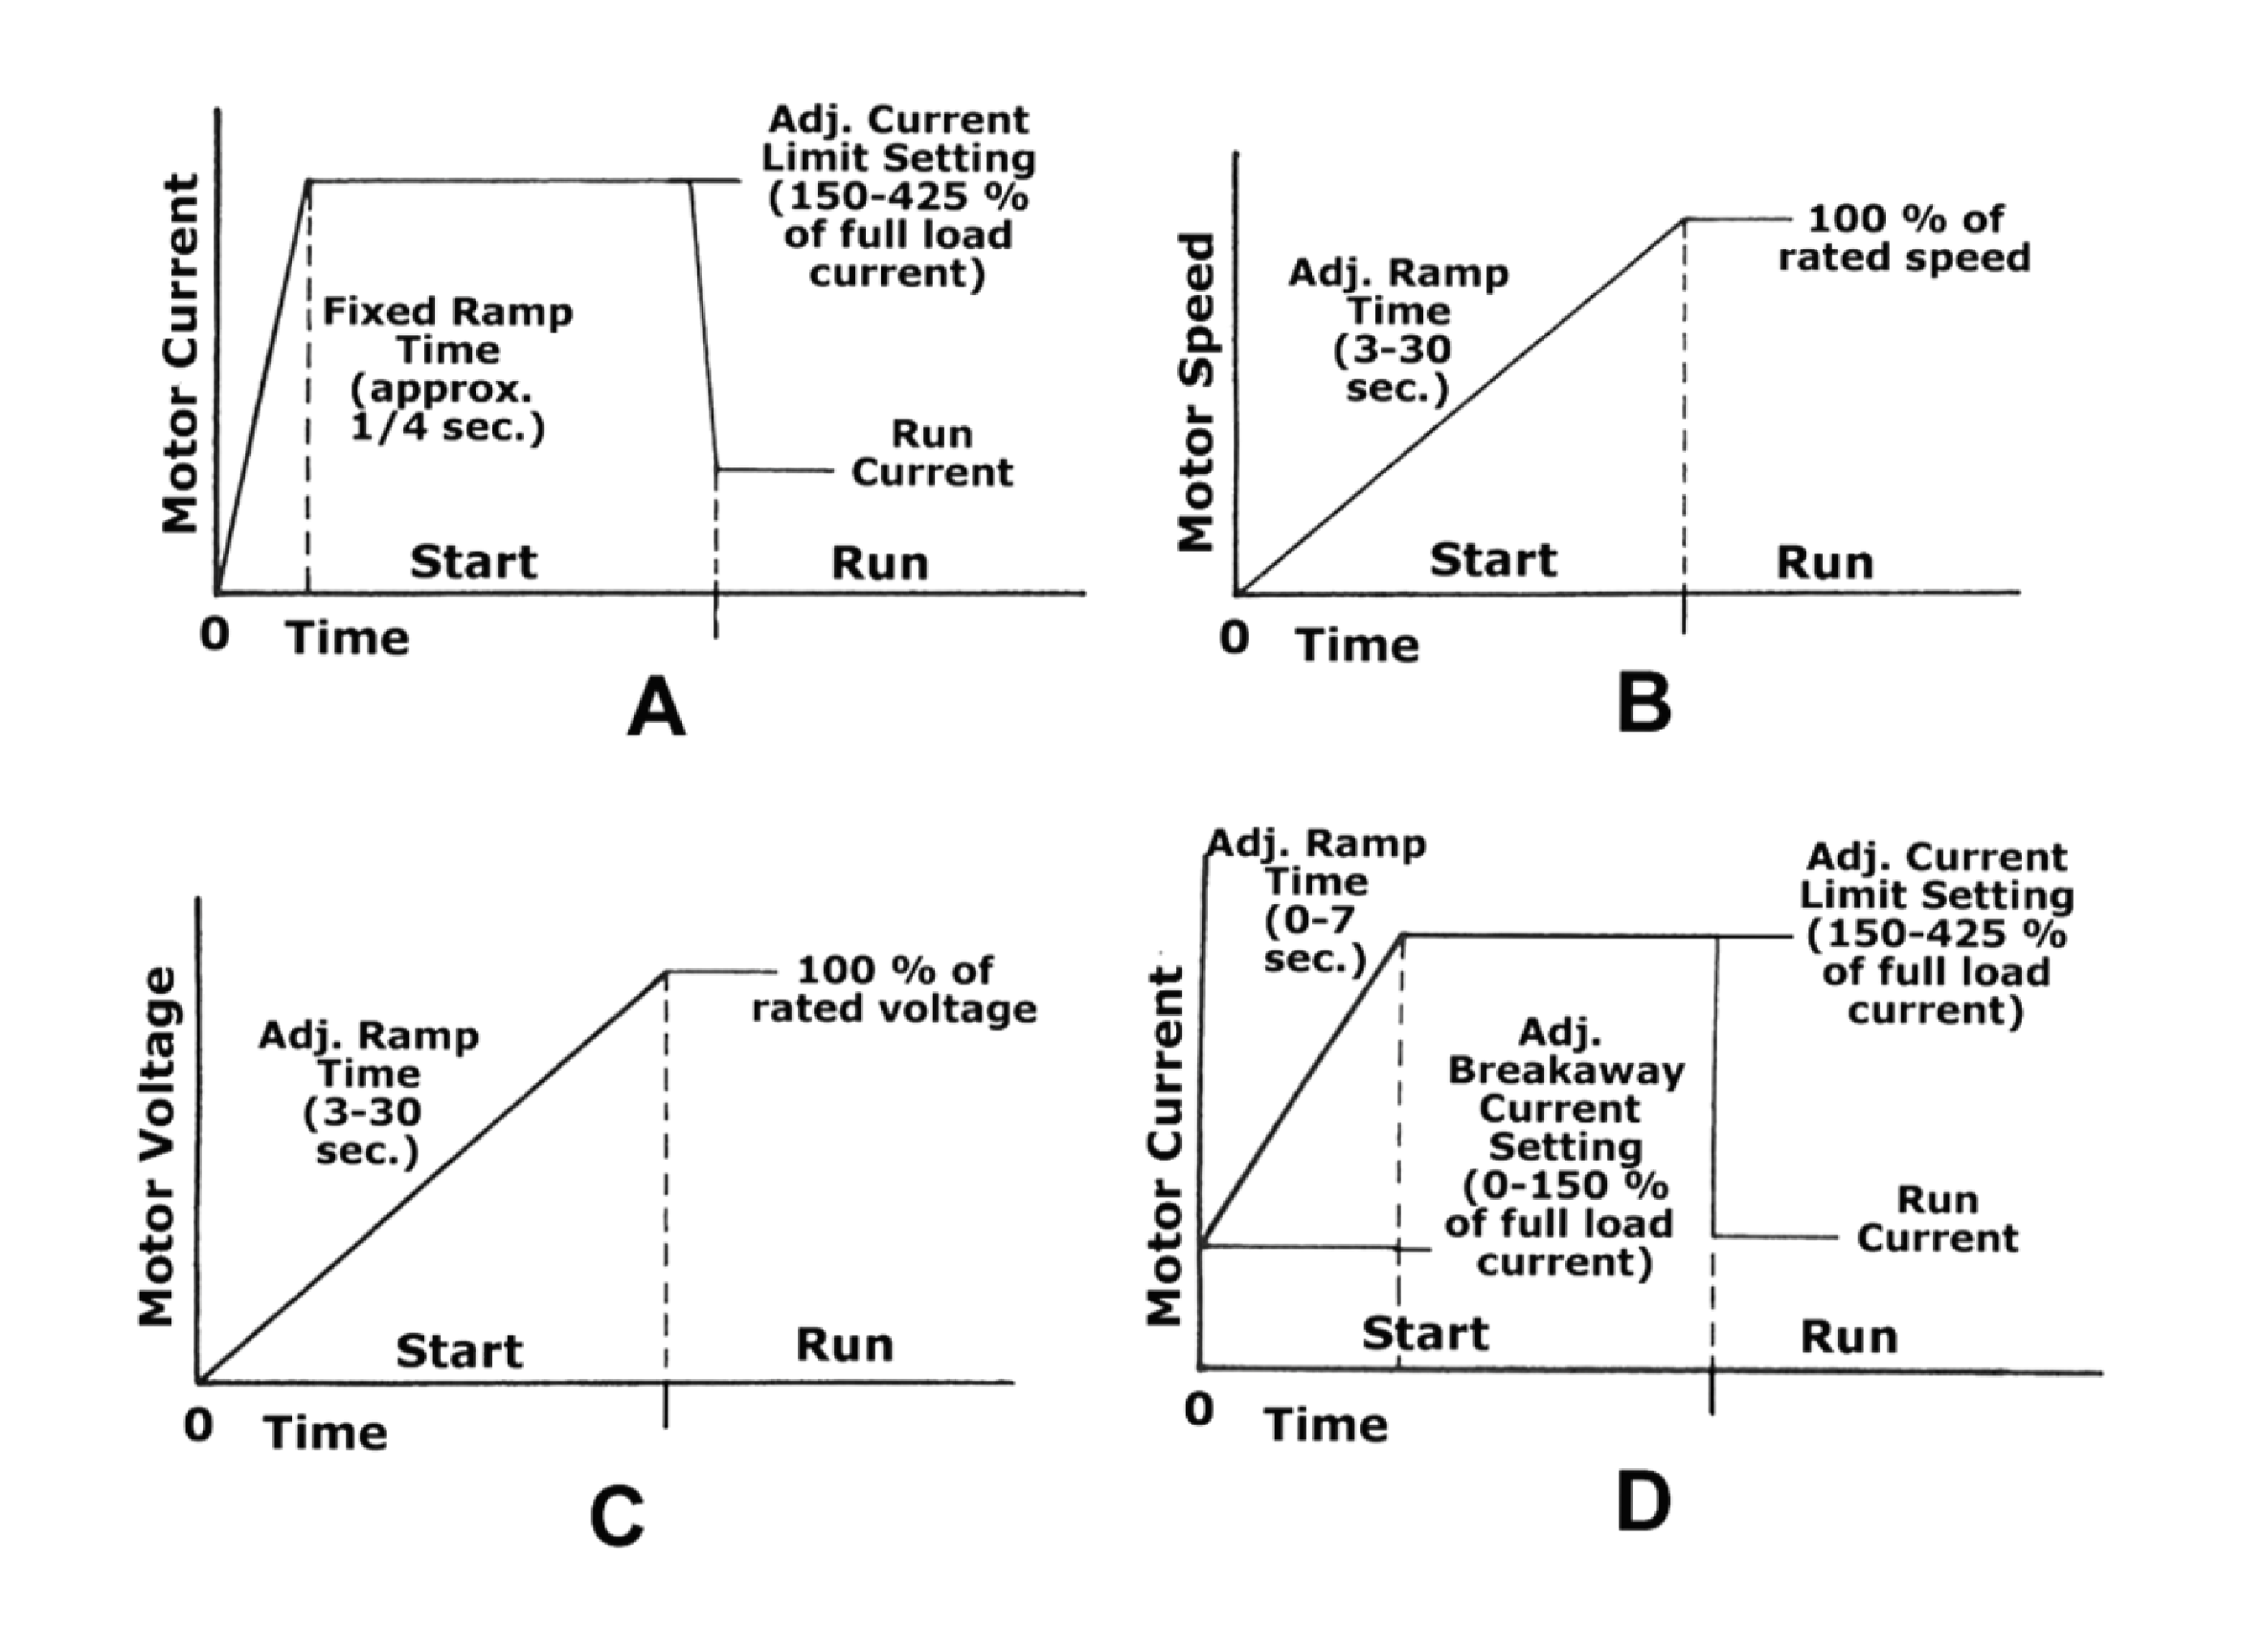 Motor Current
Adj. Current
Limit Setting
(150-425 %
of full load
current)
Fixed Ramp
Time
(approx.
1/4 sec.)
Run
Current
Start
Run
0
Time
A
Motor Speed
Adj. Ramp
Time
(3-30
sec.)
100 % of
rated speed
Start
Run
0
Time
B
Motor Voltage
Adj. Ramp
Time
(3-30
sec.)
100 % of
rated voltage
Start
Run
0
Time
C
Motor Current
Adj. Ramp
Time
(0-7
sec.)
Adj. Current
Limit Setting
(150-425 %
of full load
current)
Adj.
Breakaway
Current
Setting
(0-150 %
of full load
current)
Run
Current
Start
Run
0
Time
D